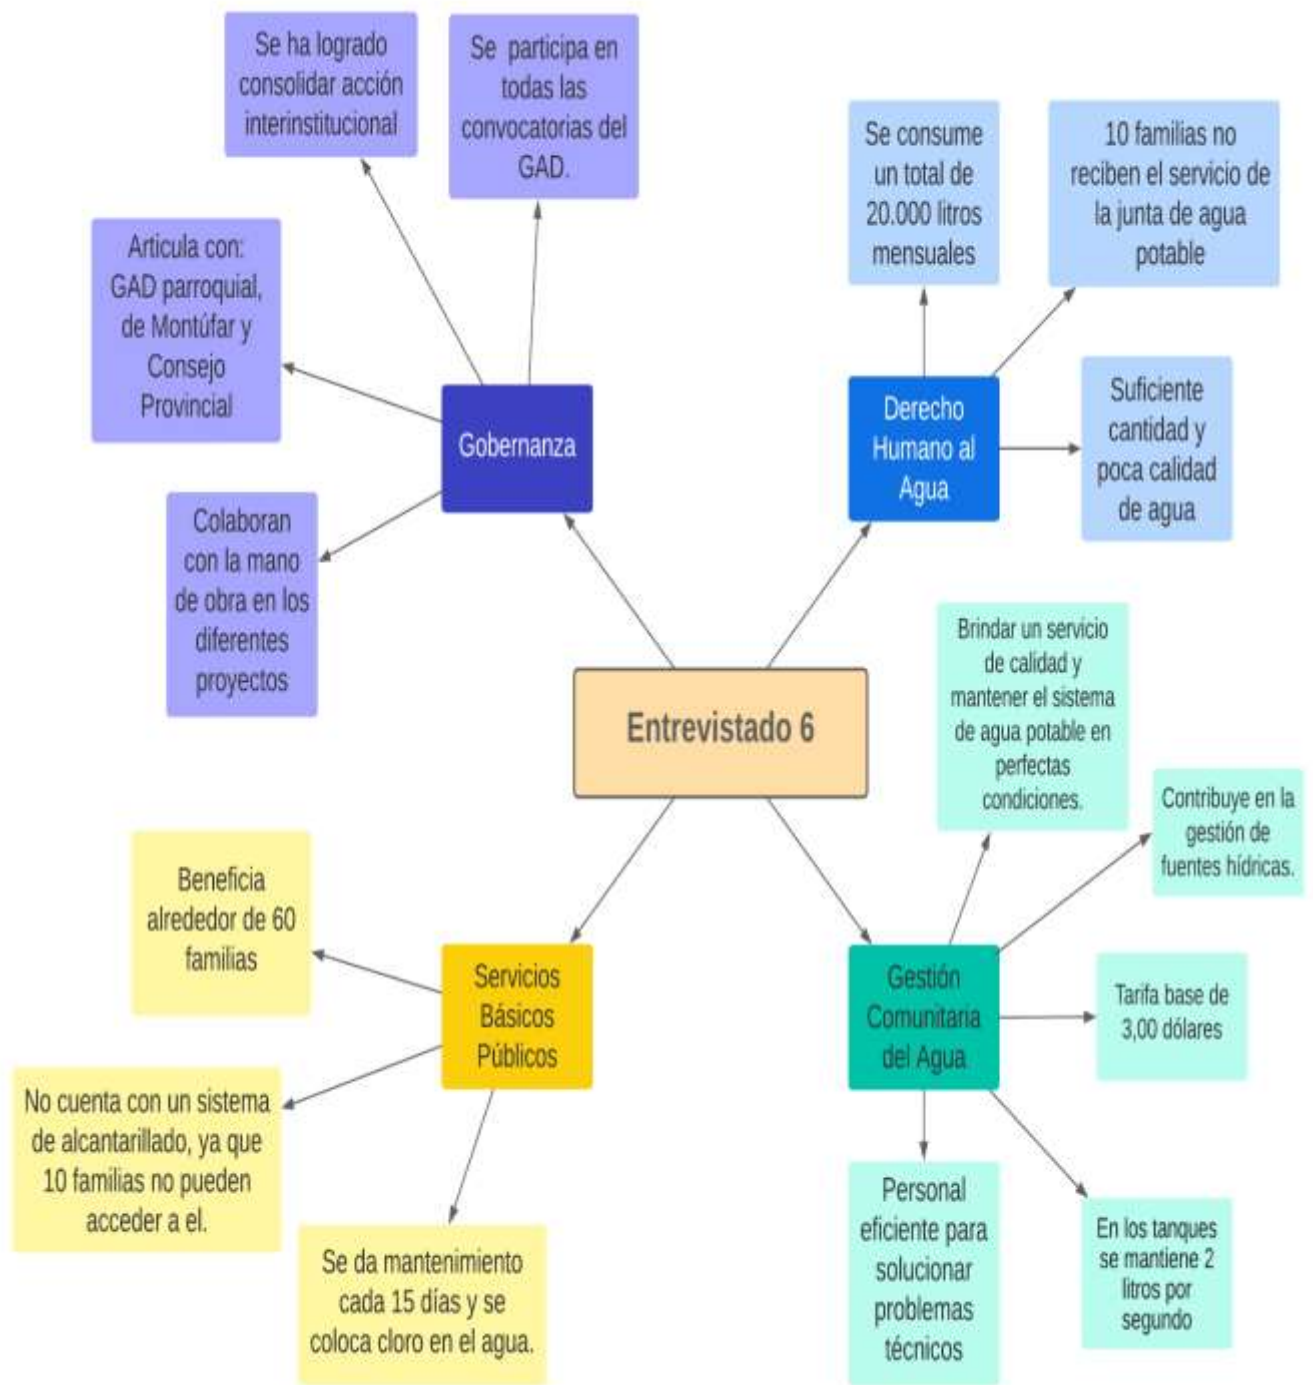 Se ha logrado
consolidar acción
interinstitucional
Se participa en
todas las
convocatorias del
GAD.
Articula con:
GAD parroquial,
de Montúfar y
Consejo
Provincial
Colaboran
con la mano
de obra en los
diferentes
proyectos
Gobernanza
Se consume
un total de
20.000 litros
mensuales
10 familias no
reciben el servicio de
la junta de agua
potable
Suficiente
cantidad y
poca calidad
de agua
Derecho
Humano al
Agua
Entrevistado 6
Brindar un servicio
de calidad y
mantener el sistema
de agua potable en
perfectas
condiciones.
Contribuye en la
gestión de
fuentes hídricas.
Tarifa base de
3,00 dólares
Gestión
Comunitaria
del Agua
Personal
eficiente para
solucionar
problemas
técnicos
En los tanques
se mantiene 2
litros por
segundo
Beneficia
alrededor de 60
familias
Servicios
Básicos
Públicos
No cuenta con un sistema
de alcantarillado, ya que
10 familias no pueden
acceder a el.
Se da mantenimiento
cada 15 días y se
coloca cloro en el agua.